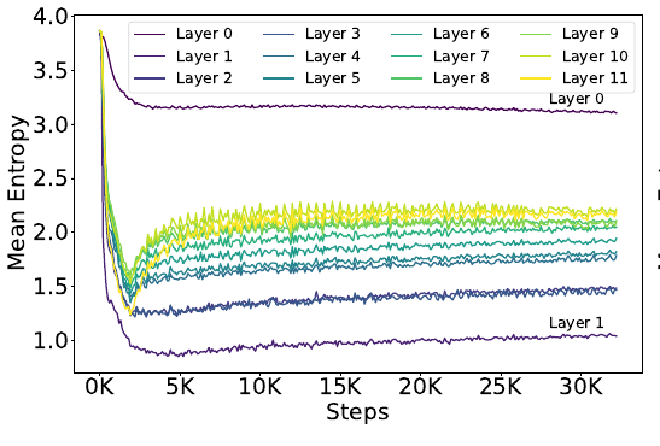 4.0
3.5
3.0
2.5
2.0
1.5
1.0
Mean Entropy
Layer 0 Layer 3 Layer 6 Layer 9
Layer 1 Layer 4 Layer 7 Layer 10
Layer 2 Layer 5 Layer 8 Layer 11
Layer 0
Layer 1
0K 5K 10K 15K 20K 25K 30K
Steps